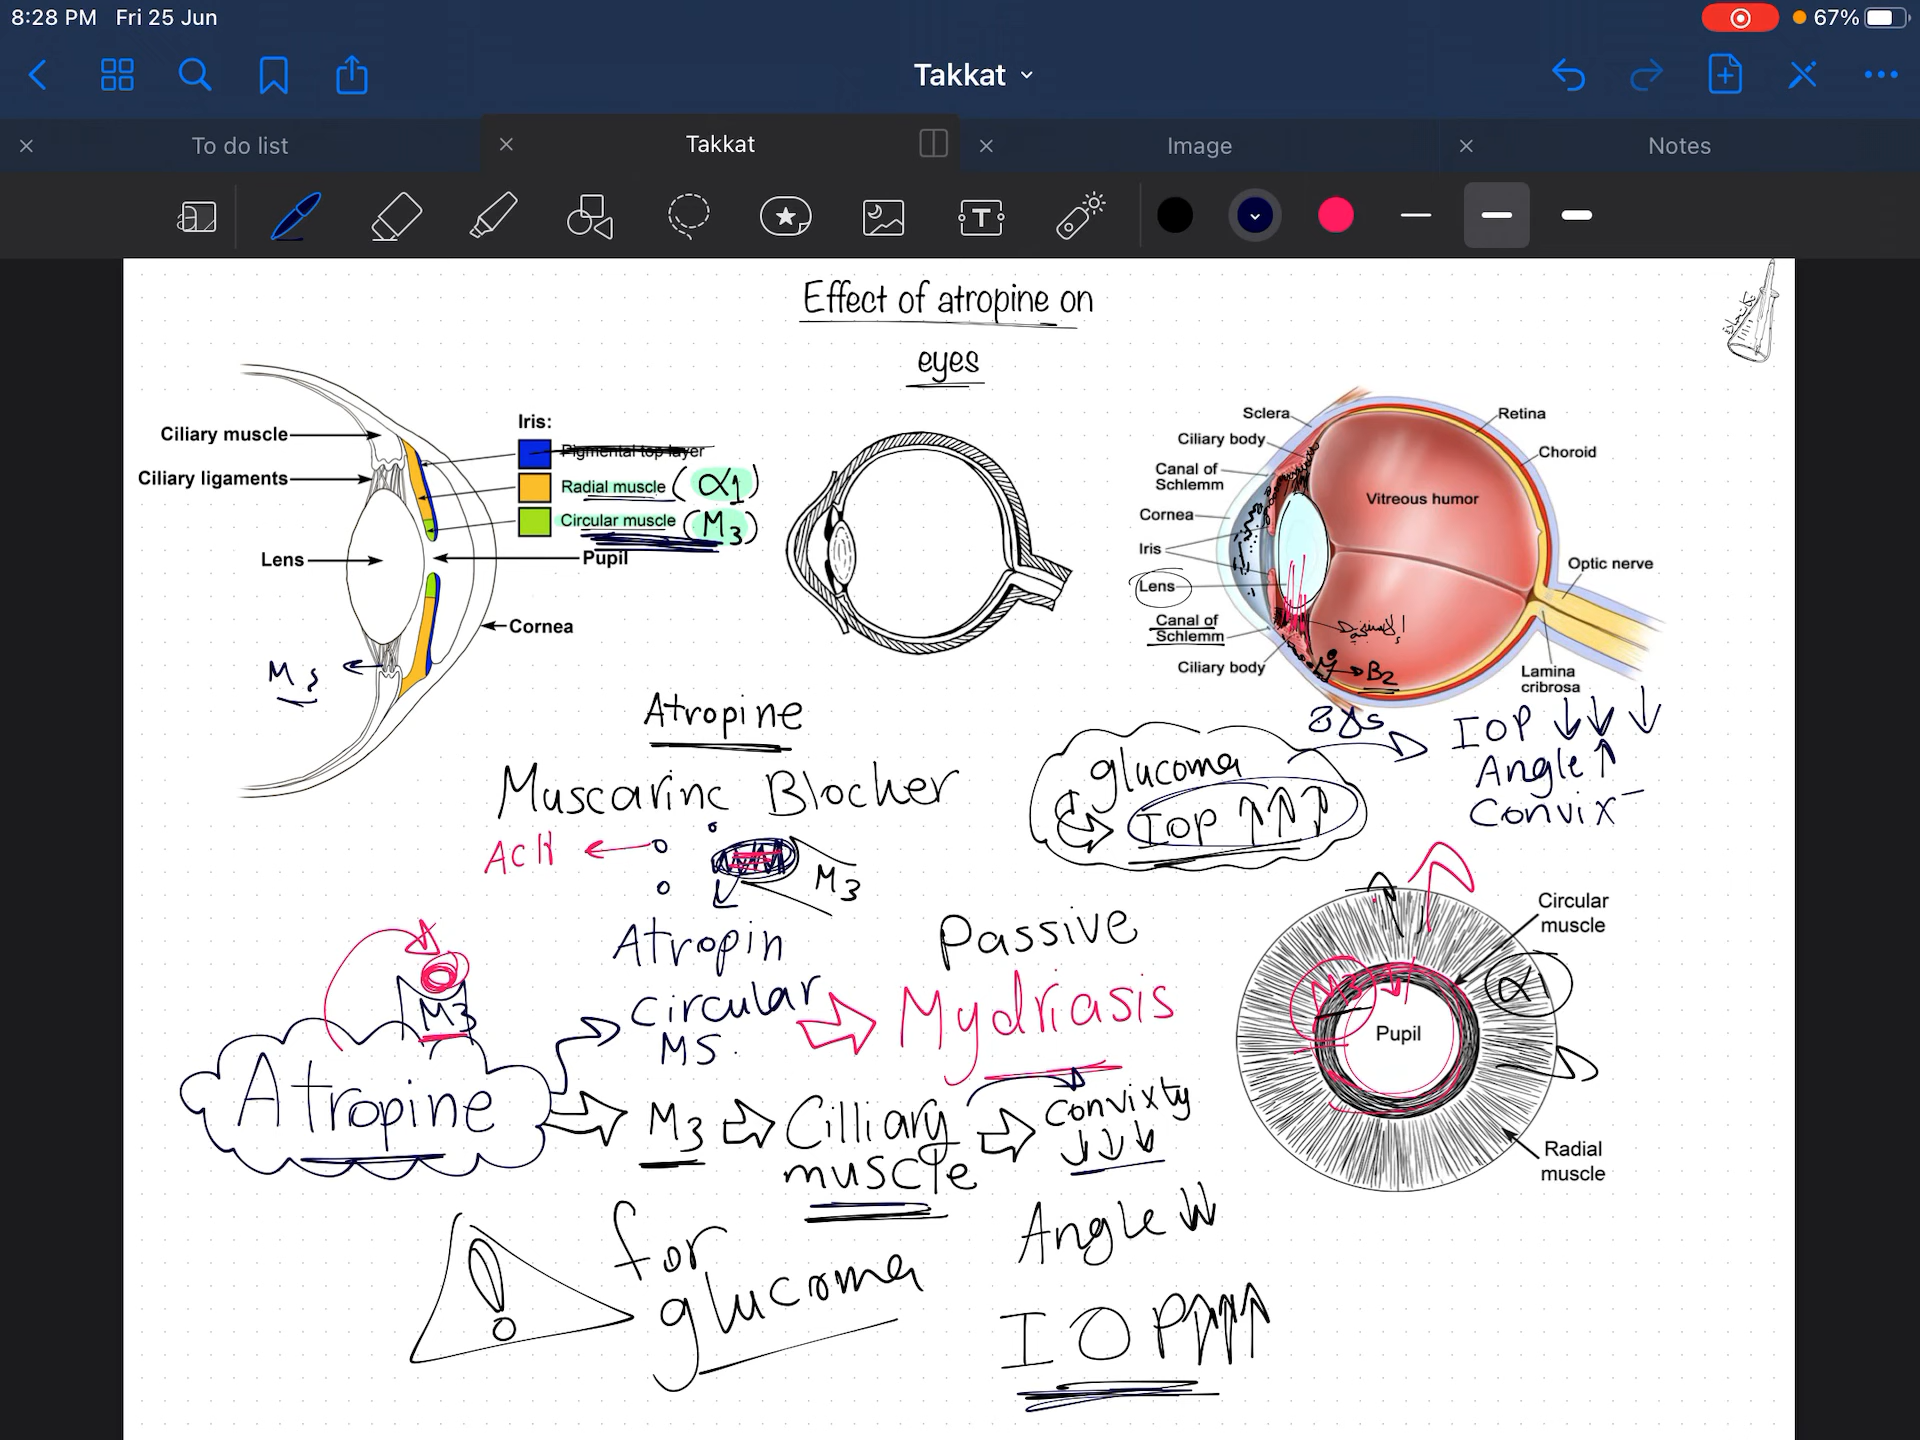 8:28 PM Fri 25 Jun
67%
Takkat
To do list
Takkat
Image
Notes
Effect of atropine on
eyes
Ciliary muscle
Ciliary ligaments
Lens
Iris:
Pigmental top layer
Radial muscle (α1)
Circular muscle (M3)
Pupil
Cornea
Sclera
Ciliary body
Canal of
Schlemm
Cornea
Iris
Lens
Canal of
Schlemm
Ciliary body
Retina
Choroid
Vitreous humor
Optic nerve
Lamina
cribrosa
B2
Atropine
Muscarinc Blocker
ACH
M3
Atropin
glucoma
IOP ↑↑↑
IOP ↓↓↓
Angle ↑
Convix
Passive
Circular
MS.
Mydriasis
M3
Atropine
M3
Cilliary
muscle
Convixty
↓↓↓
Angle ↓↓
IOP ↑↑↑
!
for
glucoma
Circular
muscle
M3
α1
Pupil
Radial
muscle